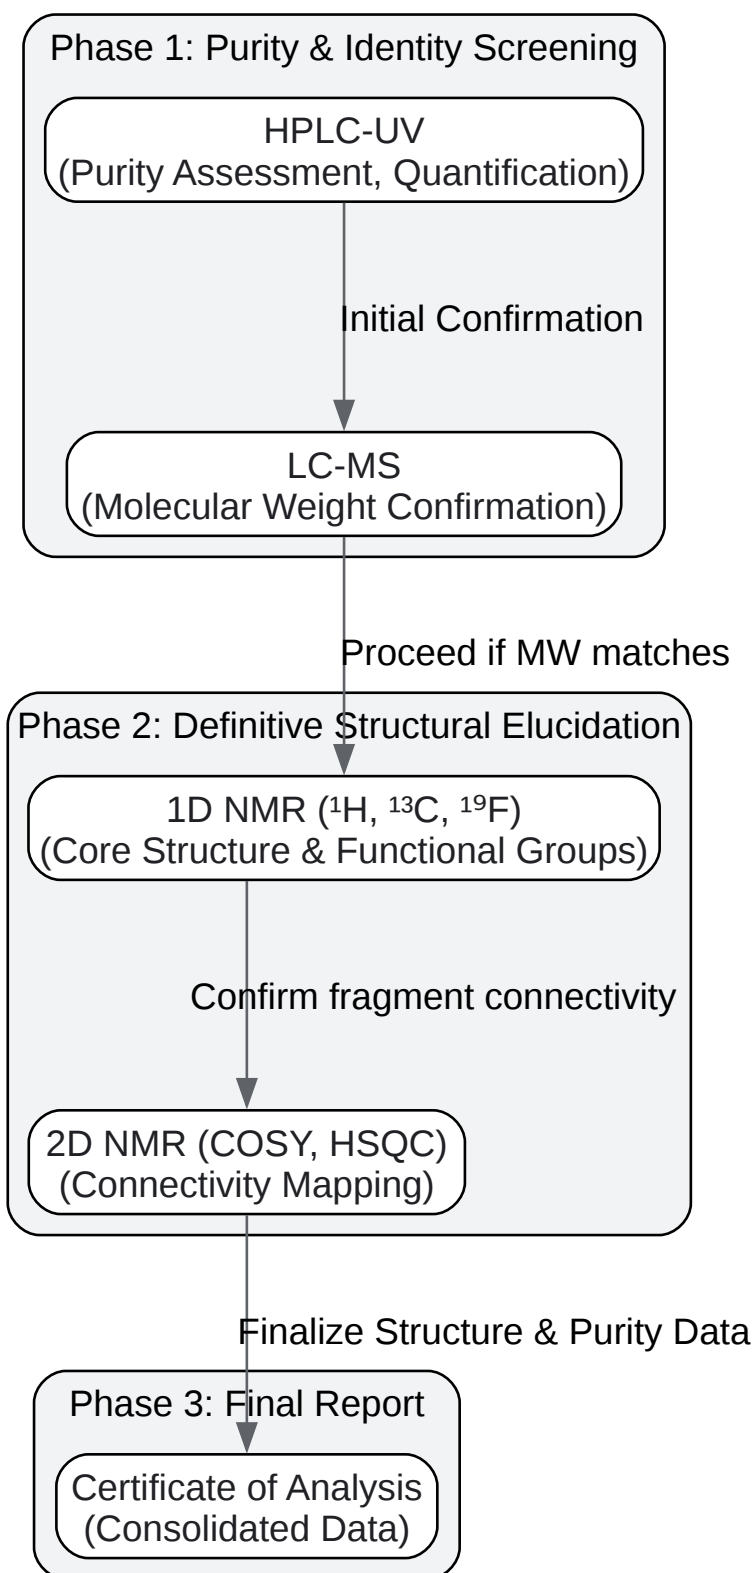 Phase 1: Purity & Identity Screening
HPLC-UV
(Purity Assessment, Quantification)
Initial Confirmation
LC-MS
(Molecular Weight Confirmation)
Proceed if MW matches
Phase 2: Definitive Structural Elucidation
1D NMR (¹H, ¹³C, ¹⁹F)
(Core Structure & Functional Groups)
Confirm fragment connectivity
2D NMR (COSY, HSQC)
(Connectivity Mapping)
Finalize Structure & Purity Data
Phase 3: Final Report
Certificate of Analysis
(Consolidated Data)